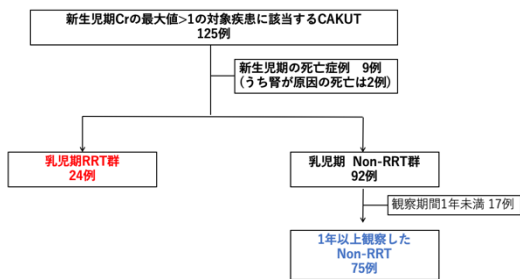 新生児期Crの最大値>1の対象疾患に該当するCAKUT
125例
新生児期の死亡症例 9例
(うち腎が原因の死亡は2例)
乳児期RRT群
24例
乳児期 Non-RRT群
92例
観察期間1年未満 17例
1年以上観察した
Non-RRT
75例